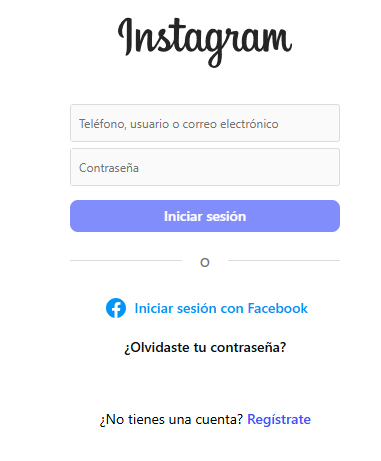 Instagram
Teléfono, usuario o correo electrónico
Contraseña
Iniciar sesión
O
Iniciar sesión con Facebook
¿Olvidaste tu contraseña?
¿No tienes una cuenta? Regístrate